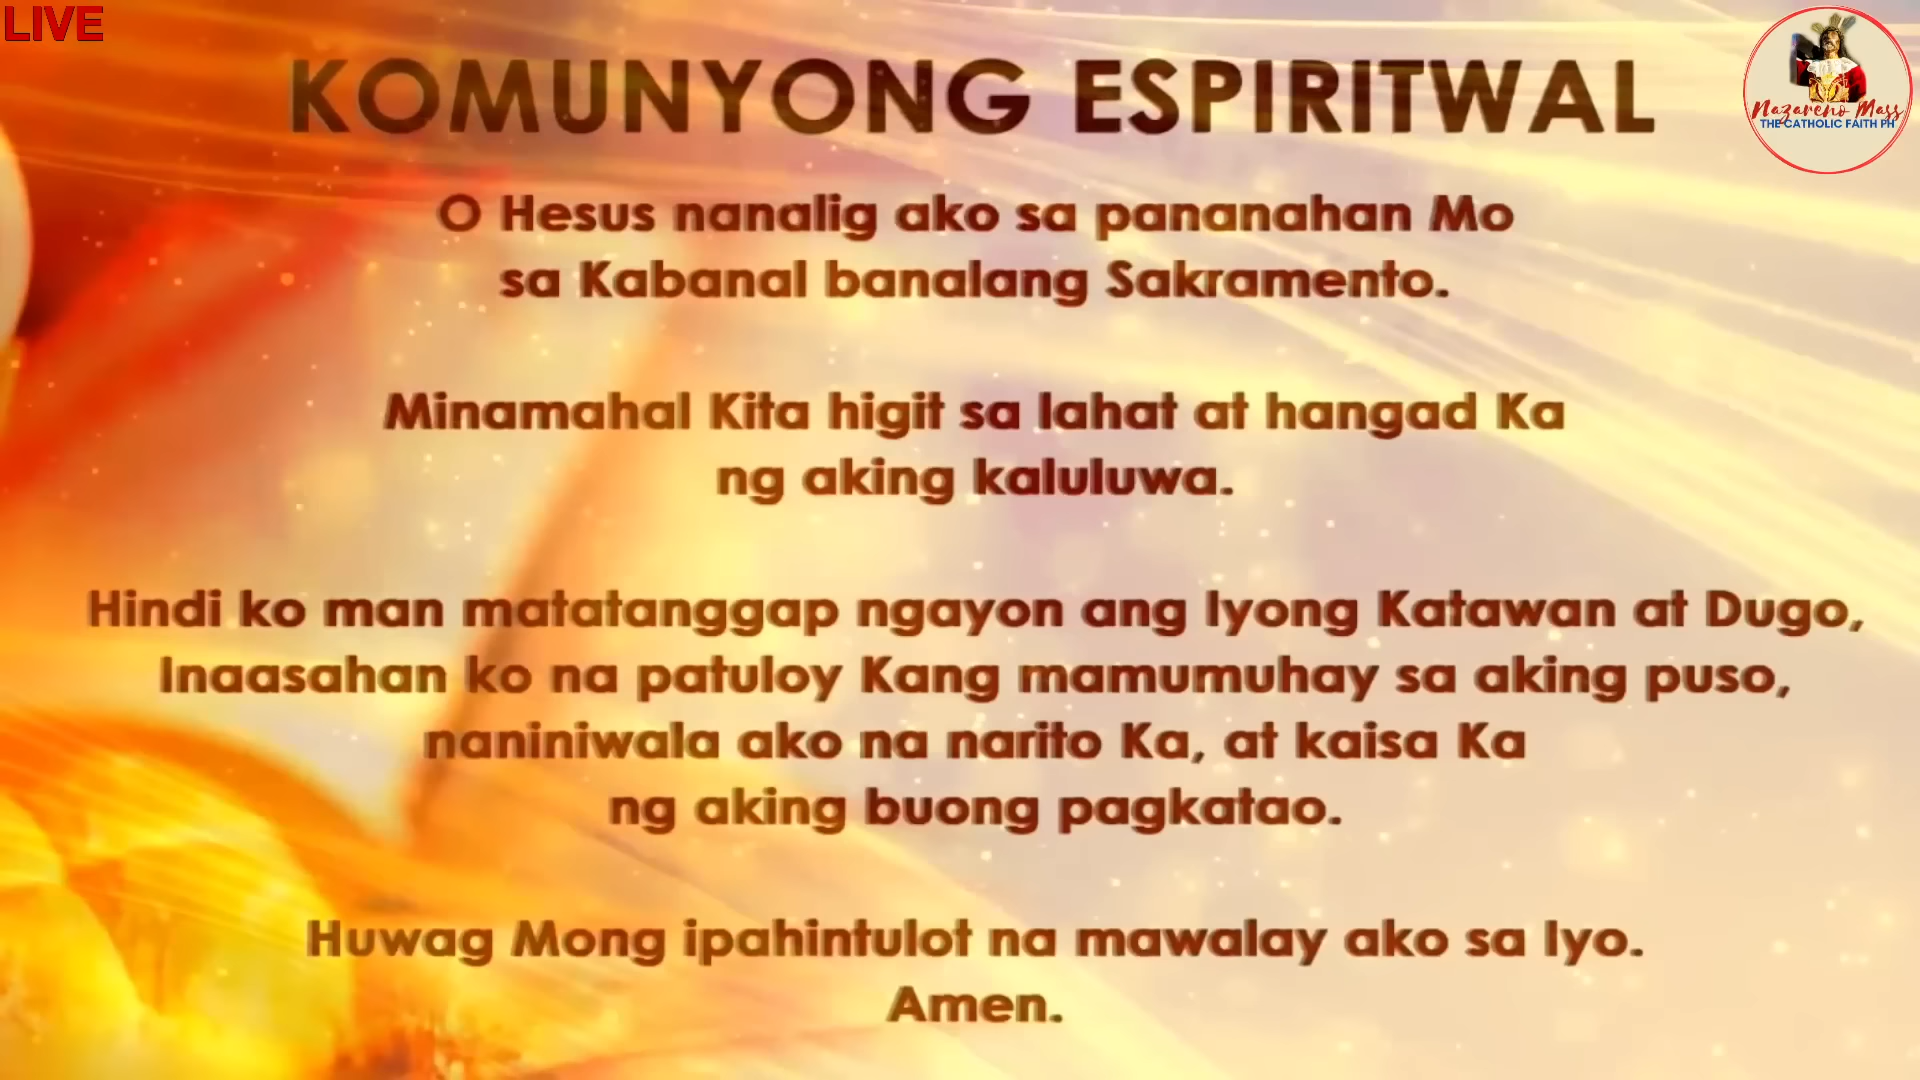 LIVE
KOMUNYONG ESPIRITWAL
Nazareno Mass
THE CATHOLIC FAITH PH
O Hesus nanalig ako sa pananahan Mo
sa Kabanal banalang Sakramento.
Minamahal Kita higit sa lahat at hangad Ka
ng aking kaluluwa.
Hindi ko man matatanggap ngayon ang Iyong Katawan at Dugo,
Inaasahan ko na patuloy Kang mamumuhay sa aking puso,
naniniwala ako na narito Ka, at kaisa Ka
ng aking buong pagkatao.
Huwag Mong ipahintulot na mawalay ako sa Iyo.
Amen.